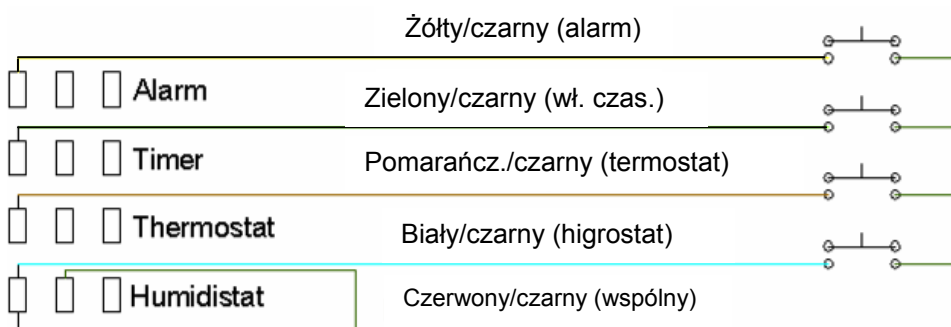 Żółty/czarny (alarm)
Alarm
Zielony/czarny (wł. czas.)
Timer
Pomarańcz./czarny (termostat)
Thermostat
Biały/czarny (higrostat)
Humidistat
Czerwony/czarny (wspólny)